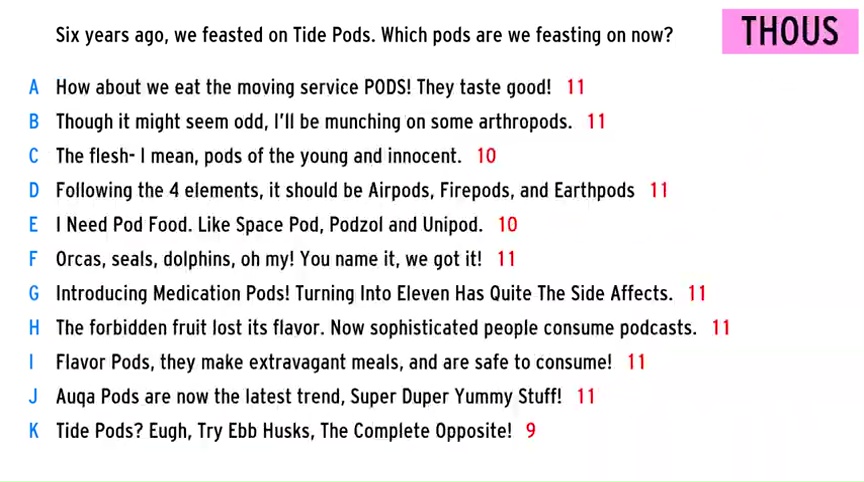 Six years ago, we feasted on Tide Pods. Which pods are we feasting on now?
THOUS
A How about we eat the moving service PODS! They taste good! 11
B Though it might seem odd, I'll be munching on some arthropods. 11
C The flesh- I mean, pods of the young and innocent. 10
D Following the 4 elements, it should be Airpods, Firepods, and Earthpods 11
E I Need Pod Food. Like Space Pod, Podzol and Unipod. 10
F Orcas, seals, dolphins, oh my! You name it, we got it! 11
G Introducing Medication Pods! Turning Into Eleven Has Quite The Side Affects. 11
H The forbidden fruit lost its flavor. Now sophisticated people consume podcasts. 11
I Flavor Pods, they make extravagant meals, and are safe to consume! 11
J Auqa Pods are now the latest trend, Super Duper Yummy Stuff! 11
K Tide Pods? Eugh, Try Ebb Husks, The Complete Opposite! 9